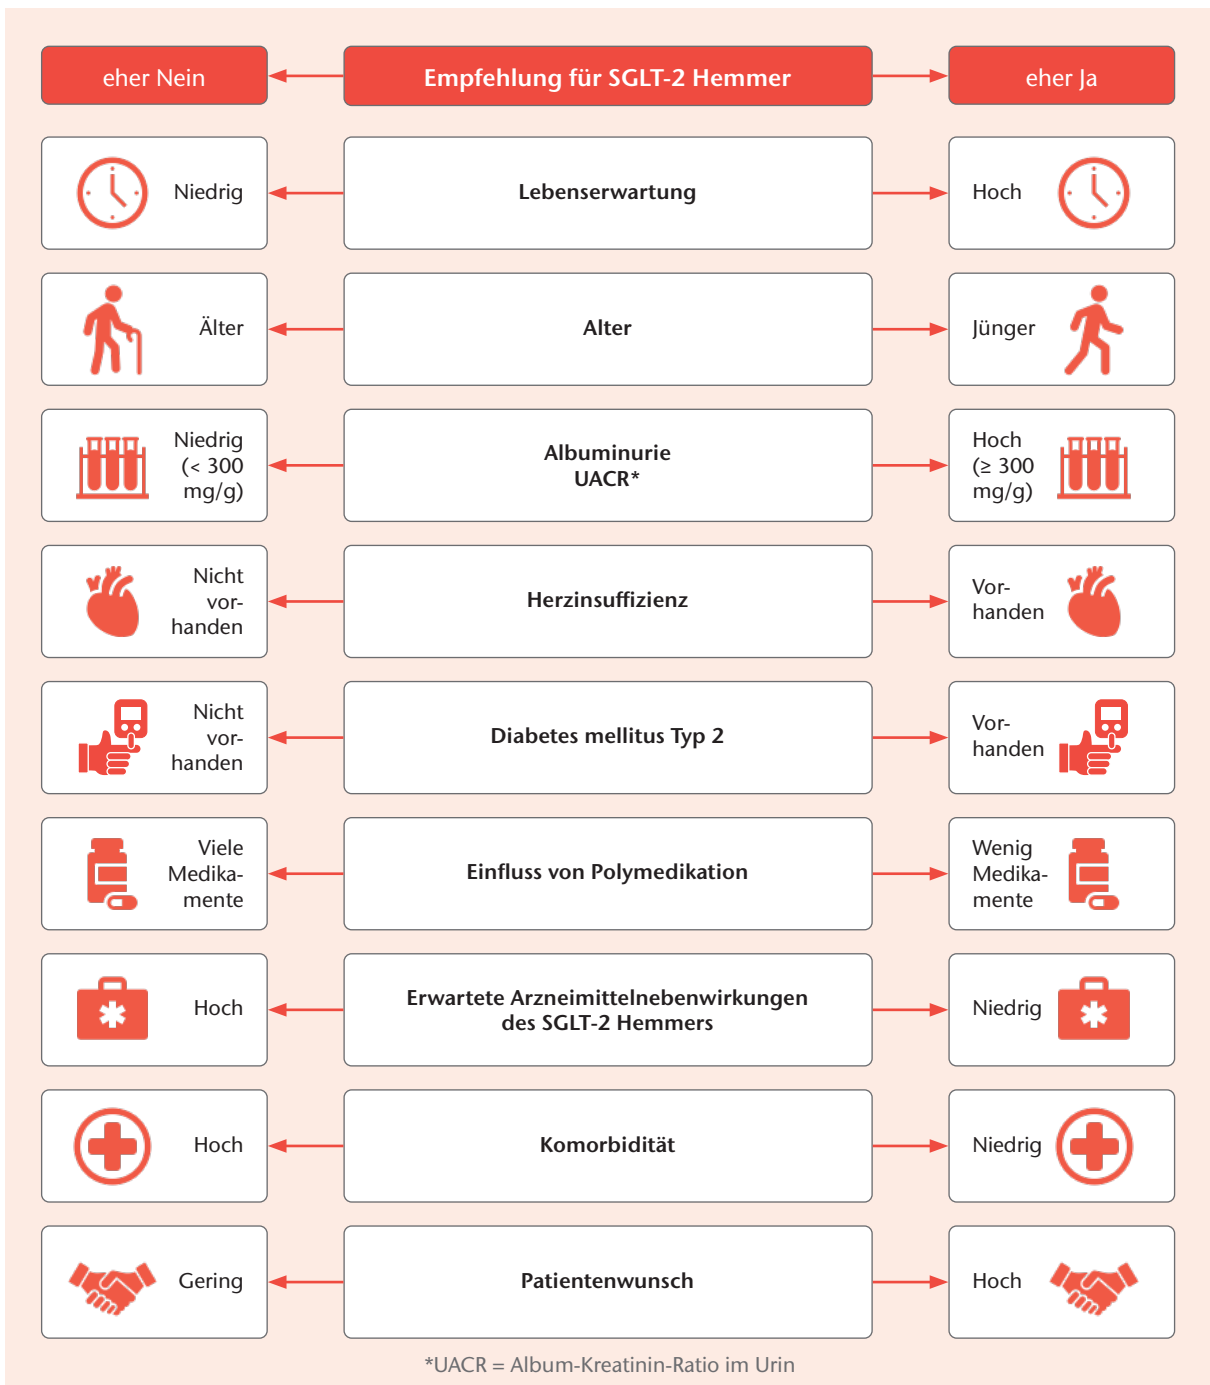 eher Nein
Empfehlung für SGLT-2 Hemmer
eher Ja
Niedrig
Lebenserwartung
Hoch
Älter
Alter
Jünger
Niedrig
(< 300
mg/g)
Albuminurie
UACR*
Hoch
(≥ 300
mg/g)
Nicht
vor-
handen
Herzinsuffizienz
Vor-
handen
Nicht
vor-
handen
Diabetes mellitus Typ 2
Vor-
handen
Viele
Medika-
mente
Einfluss von Polymedikation
Wenig
Medika-
mente
Hoch
Erwartete Arzneimittelnebenwirkungen
des SGLT-2 Hemmers
Niedrig
Hoch
Komorbidität
Niedrig
Gering
Patientenwunsch
Hoch
*UACR = Album-Kreatinin-Ratio im Urin